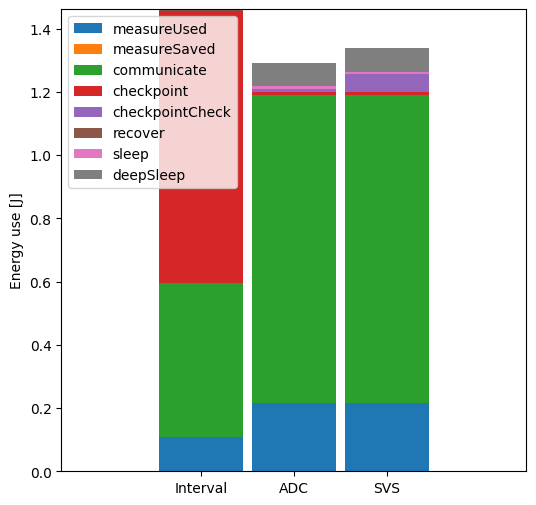 1.4
1.2
1.0
0.8
0.6
0.4
0.2
0.0
Energy use [J]
measureUsed
measureSaved
communicate
checkpoint
checkpointCheck
recover
sleep
deepSleep
Interval
ADC
SVS